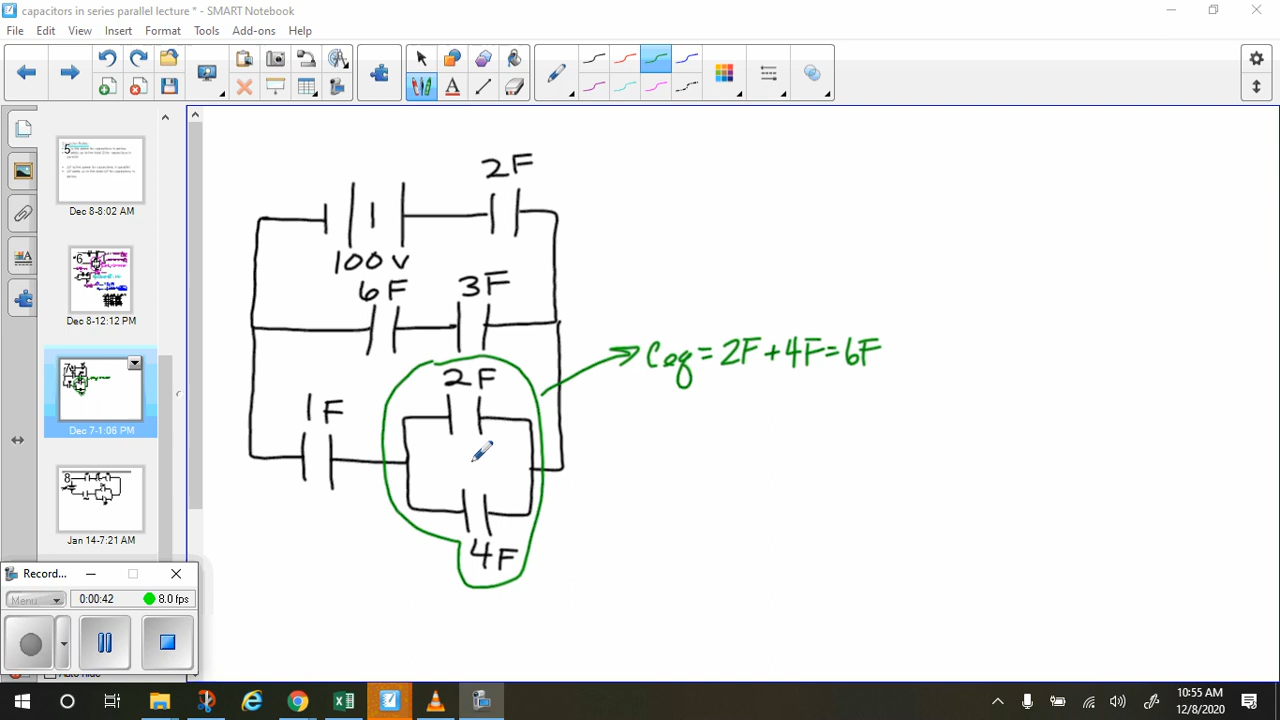 capacitors in series parallel lecture * - SMART Notebook
File Edit View Insert Format Tools Add-ons Help
5
Dec 8-8:02 AM
6
Dec 8-12:12 PM
Dec 7-1:06 PM
8
Jan 14-7:21 AM
2F
100 V
6F 3F
Ceq = 2F+4F=6F
2F
1F
4F
Record...
Menu 0:00:42 8.0 fps
10:55 AM
12/8/2020